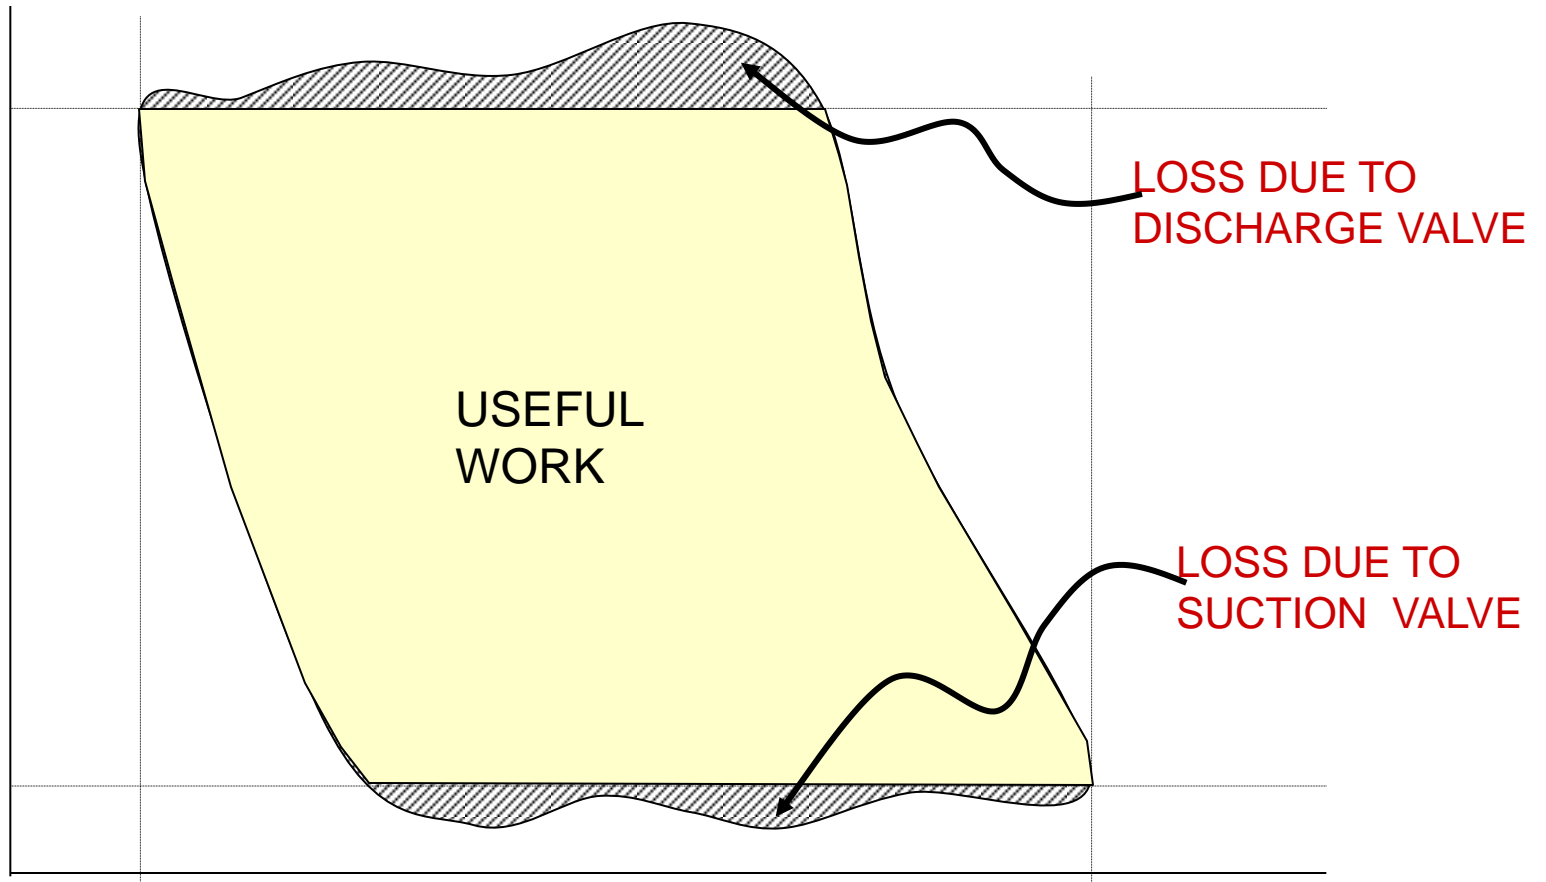 LOSS DUE TO
DISCHARGE VALVE
USEFUL
WORK
LOSS DUE TO
SUCTION  VALVE